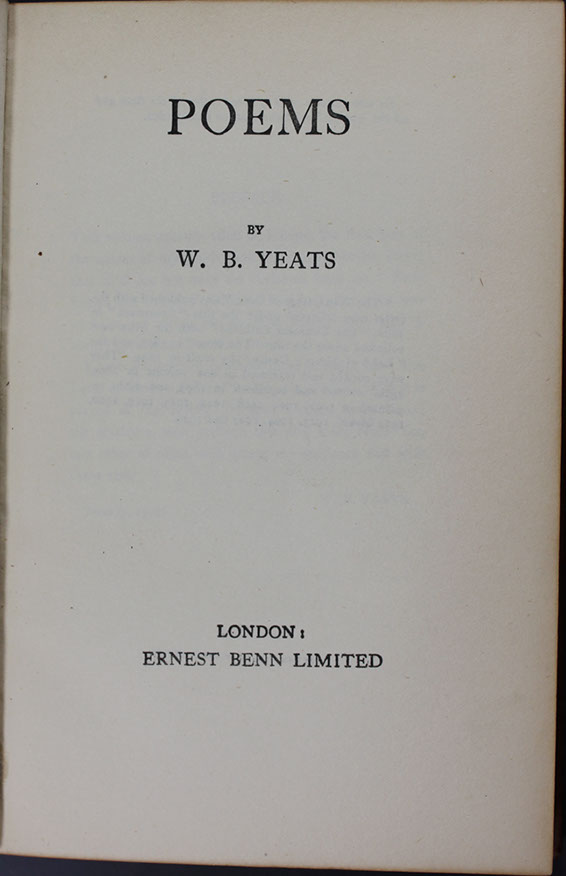 POEMS
BY
W. B. YEATS
LONDON:
ERNEST BENN LIMITED